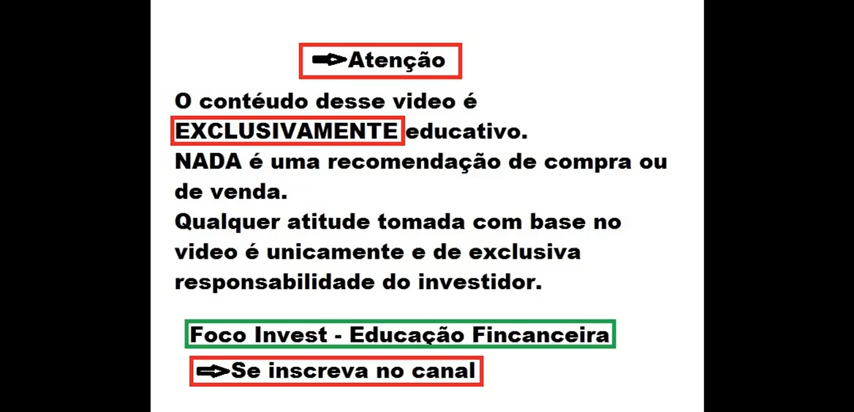 Atenção
O contéudo desse video é
EXCLUSIVAMENTE educativo.
NADA é uma recomendação de compra ou
de venda.
Qualquer atitude tomada com base no
video é unicamente e de exclusiva
responsabilidade do investidor.
Foco Invest - Educação Fincanceira
Se inscreva no canal